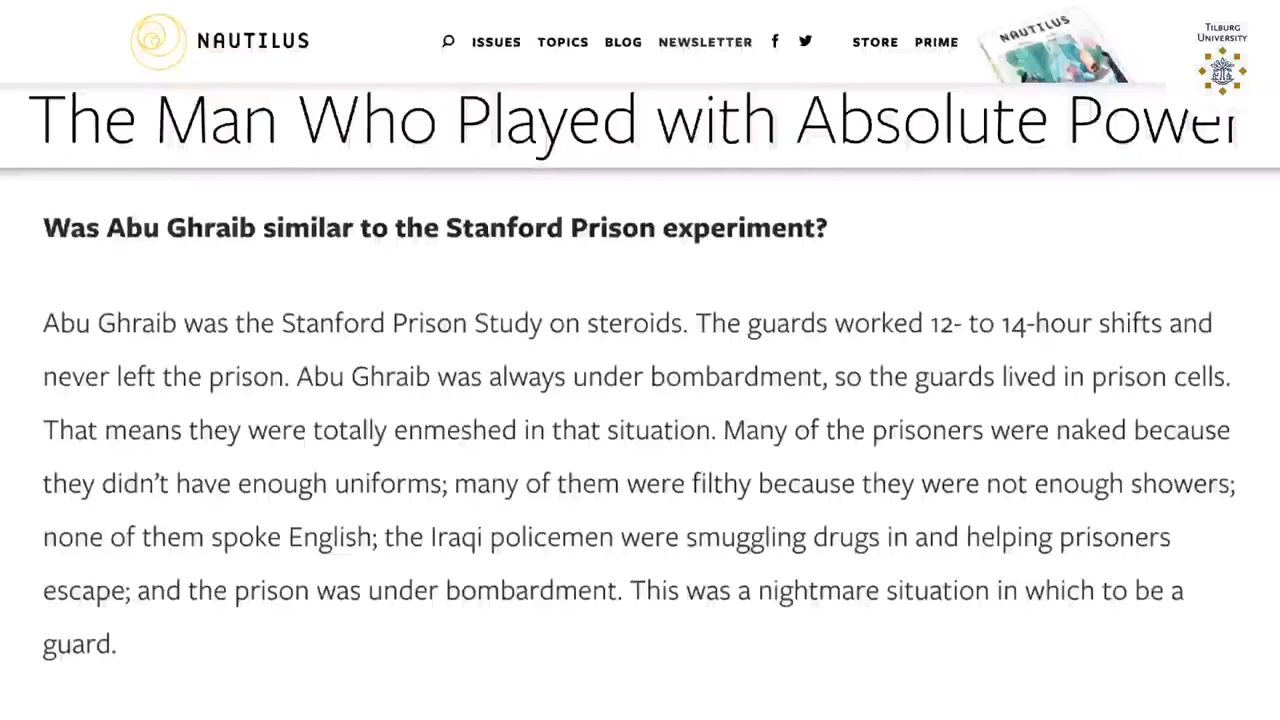 NAUTILUS
ISSUES TOPICS BLOG NEWSLETTER f STORE PRIME
NAUTILUS
TILBURG
UNIVERSITY
The Man Who Played with Absolute Power
Was Abu Ghraib similar to the Stanford Prison experiment?
Abu Ghraib was the Stanford Prison Study on steroids. The guards worked 12- to 14-hour shifts and
never left the prison. Abu Ghraib was always under bombardment, so the guards lived in prison cells.
That means they were totally enmeshed in that situation. Many of the prisoners were naked because
they didn’t have enough uniforms; many of them were filthy because they were not enough showers;
none of them spoke English; the Iraqi policemen were smuggling drugs in and helping prisoners
escape; and the prison was under bombardment. This was a nightmare situation in which to be a
guard.